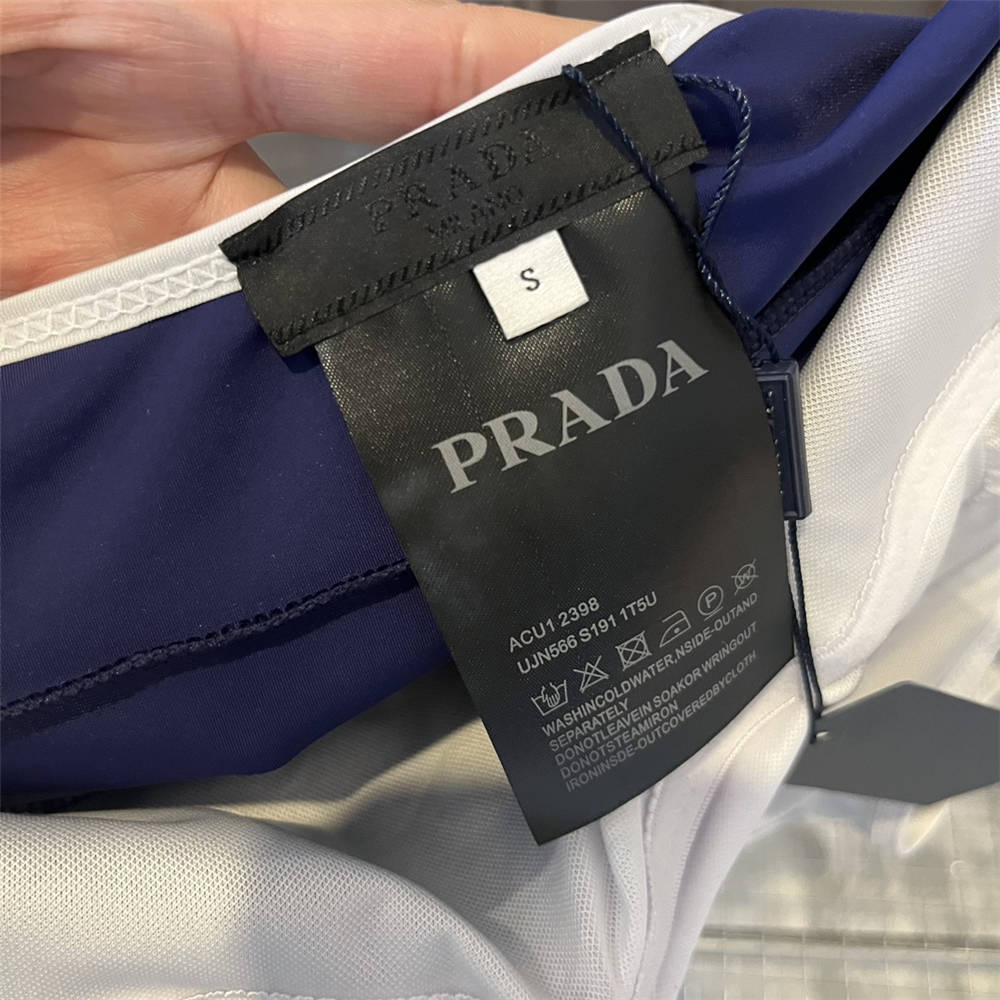 PRADA
MILANO
S
PRADA
ACU1 2398
UJN566 S191 1T5U
P
W
WASHINCOLDWATER,NSIDE-OUTAND
SEPARATELY
DONOTLEAVEIN SOAKOR WRINGOUT
DONOTSTEAMIRON
IRONINSDE-OUTCOVEREDBYCLOTH